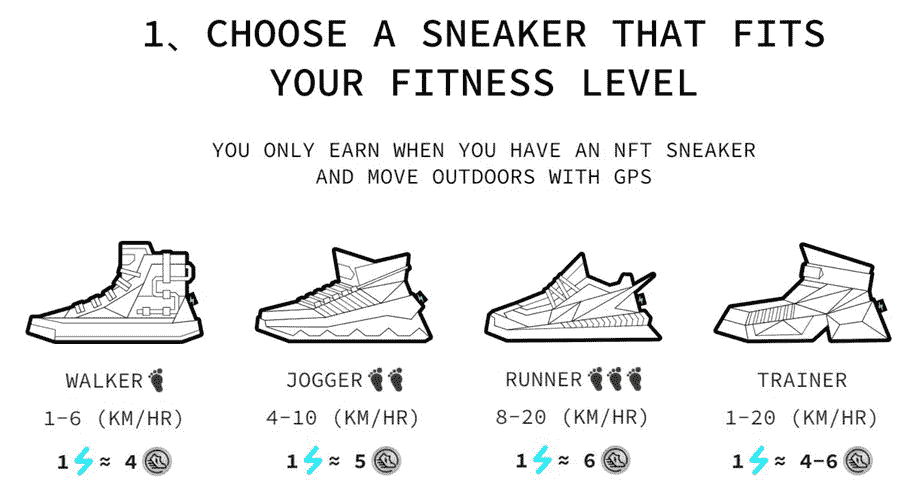 1、CHOOSE A SNEAKER THAT FITS
YOUR FITNESS LEVEL
YOU ONLY EARN WHEN YOU HAVE AN NFT SNEAKER
AND MOVE OUTDOORS WITH GPS
WALKER
1-6 (KM/HR)
1 ≈ 4
JOGGER
4-10 (KM/HR)
1 ≈ 5
RUNNER
8-20 (KM/HR)
1 ≈ 6
TRAINER
1-20 (KM/HR)
1 ≈ 4-6